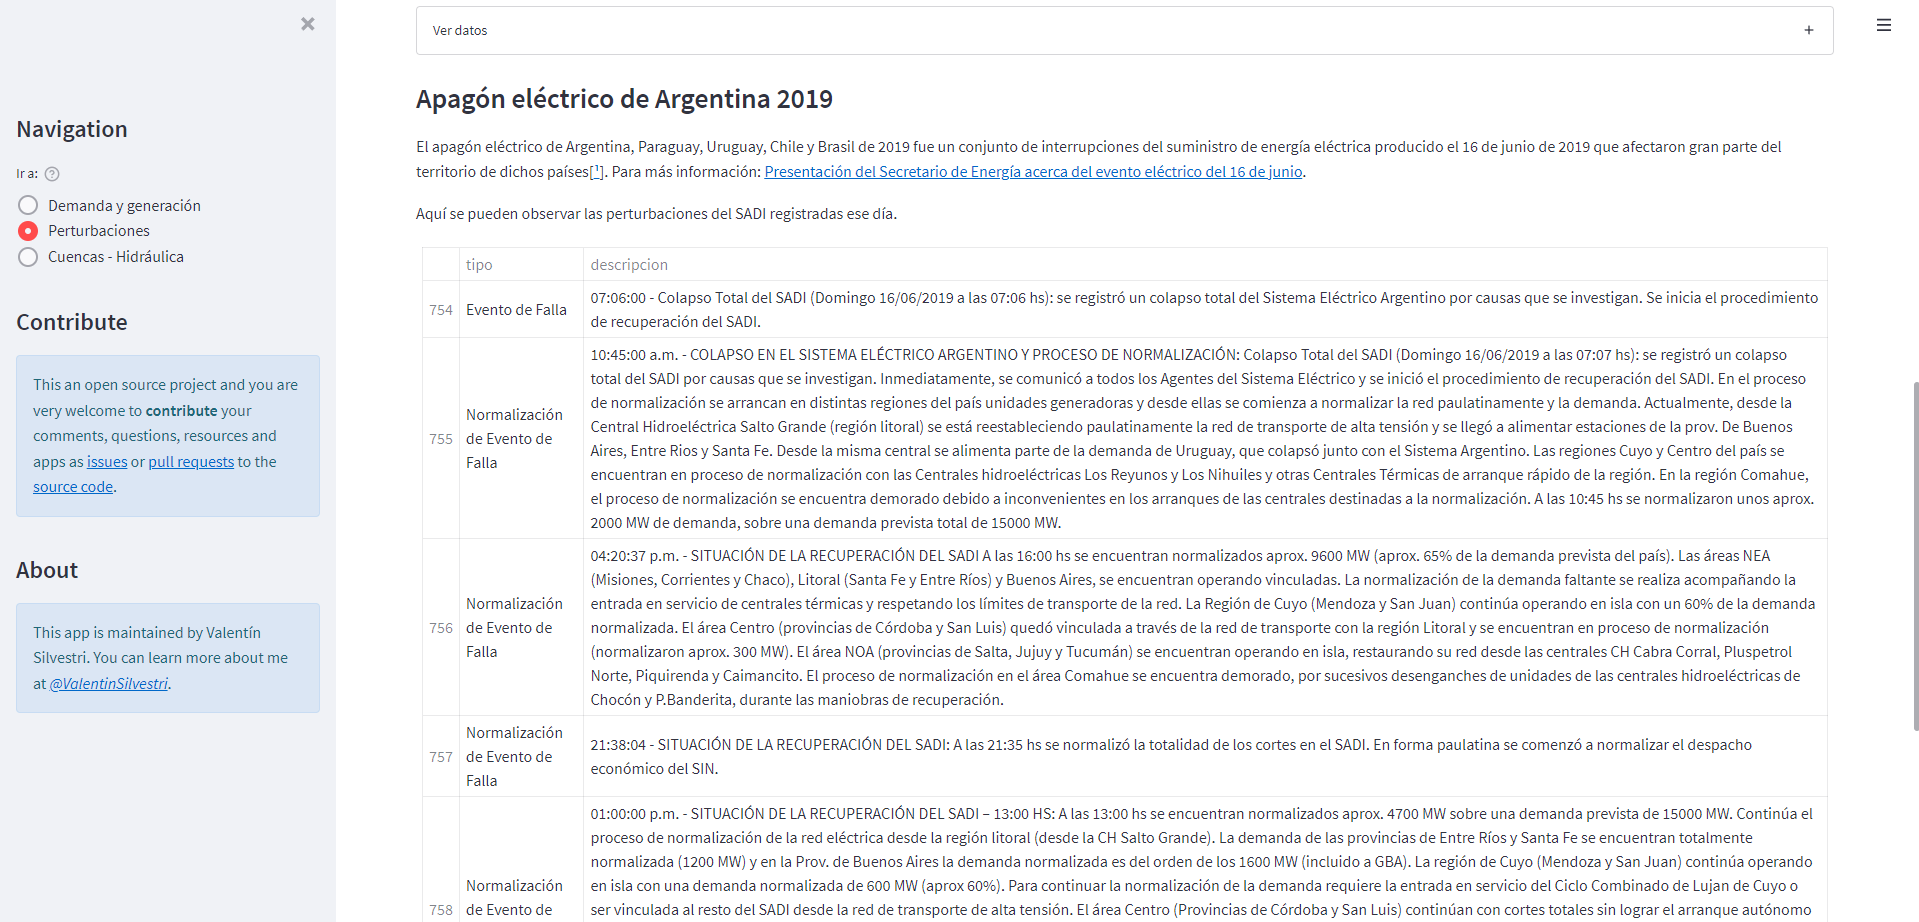 ×
Navigation
Ir a:
Demanda y generación
Perturbaciones
Cuencas - Hidráulica
Contribute
This an open source project and you are
very welcome to contribute your
comments, questions, resources and
apps as issues or pull requests to the
source code.
About
This app is maintained by Valentín
Silvestri. You can learn more about me
at @ValentinSilvestri.
Ver datos
+
Apagón eléctrico de Argentina 2019
El apagón eléctrico de Argentina, Paraguay, Uruguay, Chile y Brasil de 2019 fue un conjunto de interrupciones del suministro de energía eléctrica producido el 16 de junio de 2019 que afectaron gran parte del
territorio de dichos países[¹]. Para más información: Presentación del Secretario de Energía acerca del evento eléctrico del 16 de junio.
Aquí se pueden observar las perturbaciones del SADI registradas ese día.
tipo
descripcion
754
Evento de Falla
07:06:00 - Colapso Total del SADI (Domingo 16/06/2019 a las 07:06 hs): se registró un colapso total del Sistema Eléctrico Argentino por causas que se investigan. Se inicia el procedimiento
de recuperación del SADI.
755
Normalización
de Evento de
Falla
10:45:00 a.m. - COLAPSO EN EL SISTEMA ELÉCTRICO ARGENTINO Y PROCESO DE NORMALIZACIÓN: Colapso Total del SADI (Domingo 16/06/2019 a las 07:07 hs): se registró un colapso
total del SADI por causas que se investigan. Inmediatamente, se comunicó a todos los Agentes del Sistema Eléctrico y se inició el procedimiento de recuperación del SADI. En el proceso
de normalización se arrancan en distintas regiones del país unidades generadoras y desde ellas se comienza a normalizar la red paulatinamente y la demanda. Actualmente, desde la
Central Hidroeléctrica Salto Grande (región litoral) se está reestableciendo paulatinamente la red de transporte de alta tensión y se llegó a alimentar estaciones de la prov. De Buenos
Aires, Entre Rios y Santa Fe. Desde la misma central se alimenta parte de la demanda de Uruguay, que colapsó junto con el Sistema Argentino. Las regiones Cuyo y Centro del país se
encuentran en proceso de normalización con las Centrales hidroeléctricas Los Reyunos y Los Nihuiles y otras Centrales Térmicas de arranque rápido de la región. En la región Comahue,
el proceso de normalización se encuentra demorado debido a inconvenientes en los arranques de las centrales destinadas a la normalización. A las 10:45 hs se normalizaron unos aprox.
2000 MW de demanda, sobre una demanda prevista total de 15000 MW.
756
Normalización
de Evento de
Falla
04:20:37 p.m. - SITUACIÓN DE LA RECUPERACIÓN DEL SADI A las 16:00 hs se encuentran normalizados aprox. 9600 MW (aprox. 65% de la demanda prevista del país). Las áreas NEA
(Misiones, Corrientes y Chaco), Litoral (Santa Fe y Entre Ríos) y Buenos Aires, se encuentran operando vinculadas. La normalización de la demanda faltante se realiza acompañando la
entrada en servicio de centrales térmicas y respetando los límites de transporte de la red. La Región de Cuyo (Mendoza y San Juan) continúa operando en isla con un 60% de la demanda
normalizada. El área Centro (provincias de Córdoba y San Luis) quedó vinculada a través de la red de transporte con la región Litoral y se encuentran en proceso de normalización
(normalizaron aprox. 300 MW). El área NOA (provincias de Salta, Jujuy y Tucumán) se encuentran operando en isla, restaurando su red desde las centrales CH Cabra Corral, Pluspetrol
Norte, Piquirenda y Caimancito. El proceso de normalización en el área Comahue se encuentra demorado, por sucesivos desenganches de unidades de las centrales hidroeléctricas de
Chocón y P.Banderita, durante las maniobras de recuperación.
757
Normalización
de Evento de
Falla
21:38:04 - SITUACIÓN DE LA RECUPERACIÓN DEL SADI: A las 21:35 hs se normalizó la totalidad de los cortes en el SADI. En forma paulatina se comenzó a normalizar el despacho
económico del SIN.
758
Normalización
de Evento de
01:00:00 p.m. - SITUACIÓN DE LA RECUPERACIÓN DEL SADI – 13:00 HS: A las 13:00 hs se encuentran normalizados aprox. 4700 MW sobre una demanda prevista de 15000 MW. Continúa el
proceso de normalización de la red eléctrica desde la región litoral (desde la CH Salto Grande). La demanda de las provincias de Entre Ríos y Santa Fe se encuentran totalmente
normalizada (1200 MW) y en la Prov. de Buenos Aires la demanda normalizada es del orden de los 1600 MW (incluido a GBA). La región de Cuyo (Mendoza y San Juan) continúa operando
en isla con una demanda normalizada de 600 MW (aprox 60%). Para continuar la normalización de la demanda requiere la entrada en servicio del Ciclo Combinado de Lujan de Cuyo o
ser vinculada al resto del SADI desde la red de transporte de alta tensión. El área Centro (Provincias de Córdoba y San Luis) continúan con cortes totales sin lograr el arranque autónomo